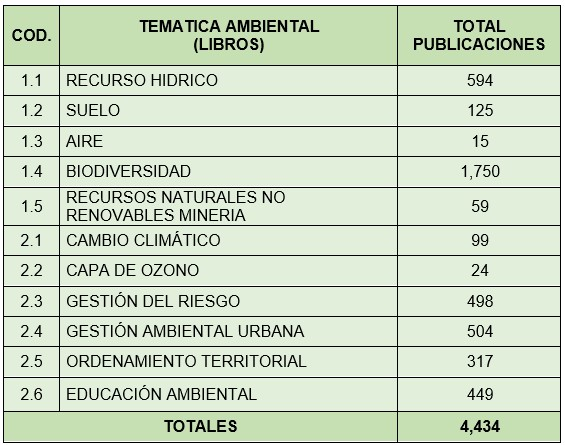 COD. TEMATICA AMBIENTAL (LIBROS) TOTAL PUBLICACIONES
1.1 RECURSO HIDRICO 594
1.2 SUELO 125
1.3 AIRE 15
1.4 BIODIVERSIDAD 1,750
1.5 RECURSOS NATURALES NO RENOVABLES MINERIA 59
2.1 CAMBIO CLIMÁTICO 99
2.2 CAPA DE OZONO 24
2.3 GESTIÓN DEL RIESGO 498
2.4 GESTIÓN AMBIENTAL URBANA 504
2.5 ORDENAMIENTO TERRITORIAL 317
2.6 EDUCACIÓN AMBIENTAL 449
TOTALES 4,434